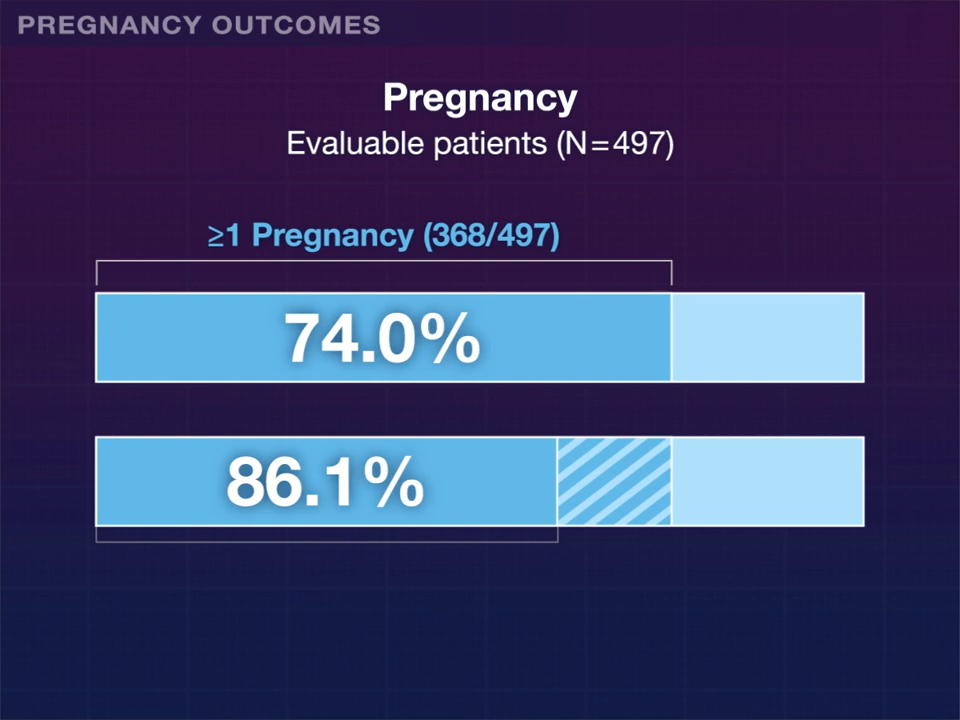 PREGNANCY OUTCOMES
Pregnancy
Evaluable patients (N=497)
≥1 Pregnancy (368/497)
74.0%
86.1%